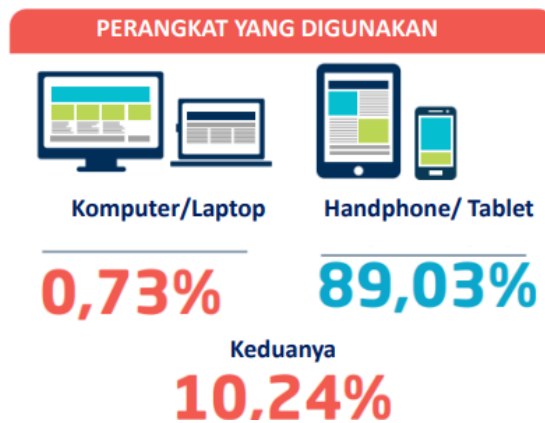 PERANGKAT YANG DIGUNAKAN
Komputer/Laptop
Handphone/ Tablet
0,73%
89,03%
Keduanya
10,24%